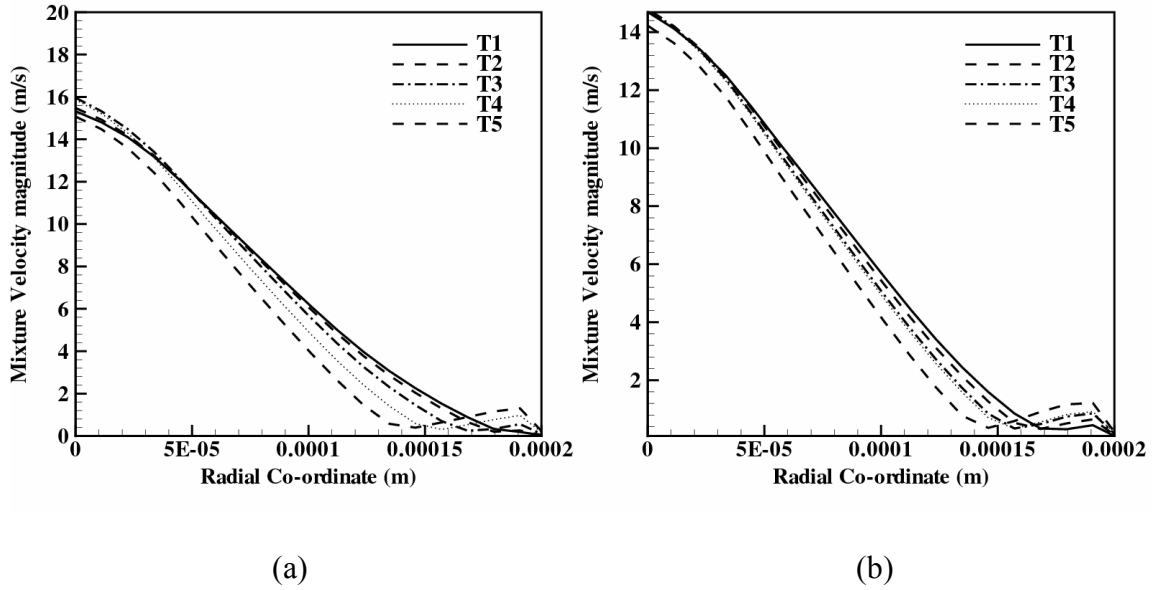 Mixture Velocity magnitude (m/s)
20
18
16
14
12
10
8
6
4
2
0
T1
T2
T3
T4
T5
0 5E-05 0.0001 0.00015 0.0002
Radial Co-ordinate (m)
(a)
Mixture Velocity magnitude (m/s)
14
12
10
8
6
4
2
T1
T2
T3
T4
T5
0 5E-05 0.0001 0.00015 0.0002
Radial Co-ordinate (m)
(b)